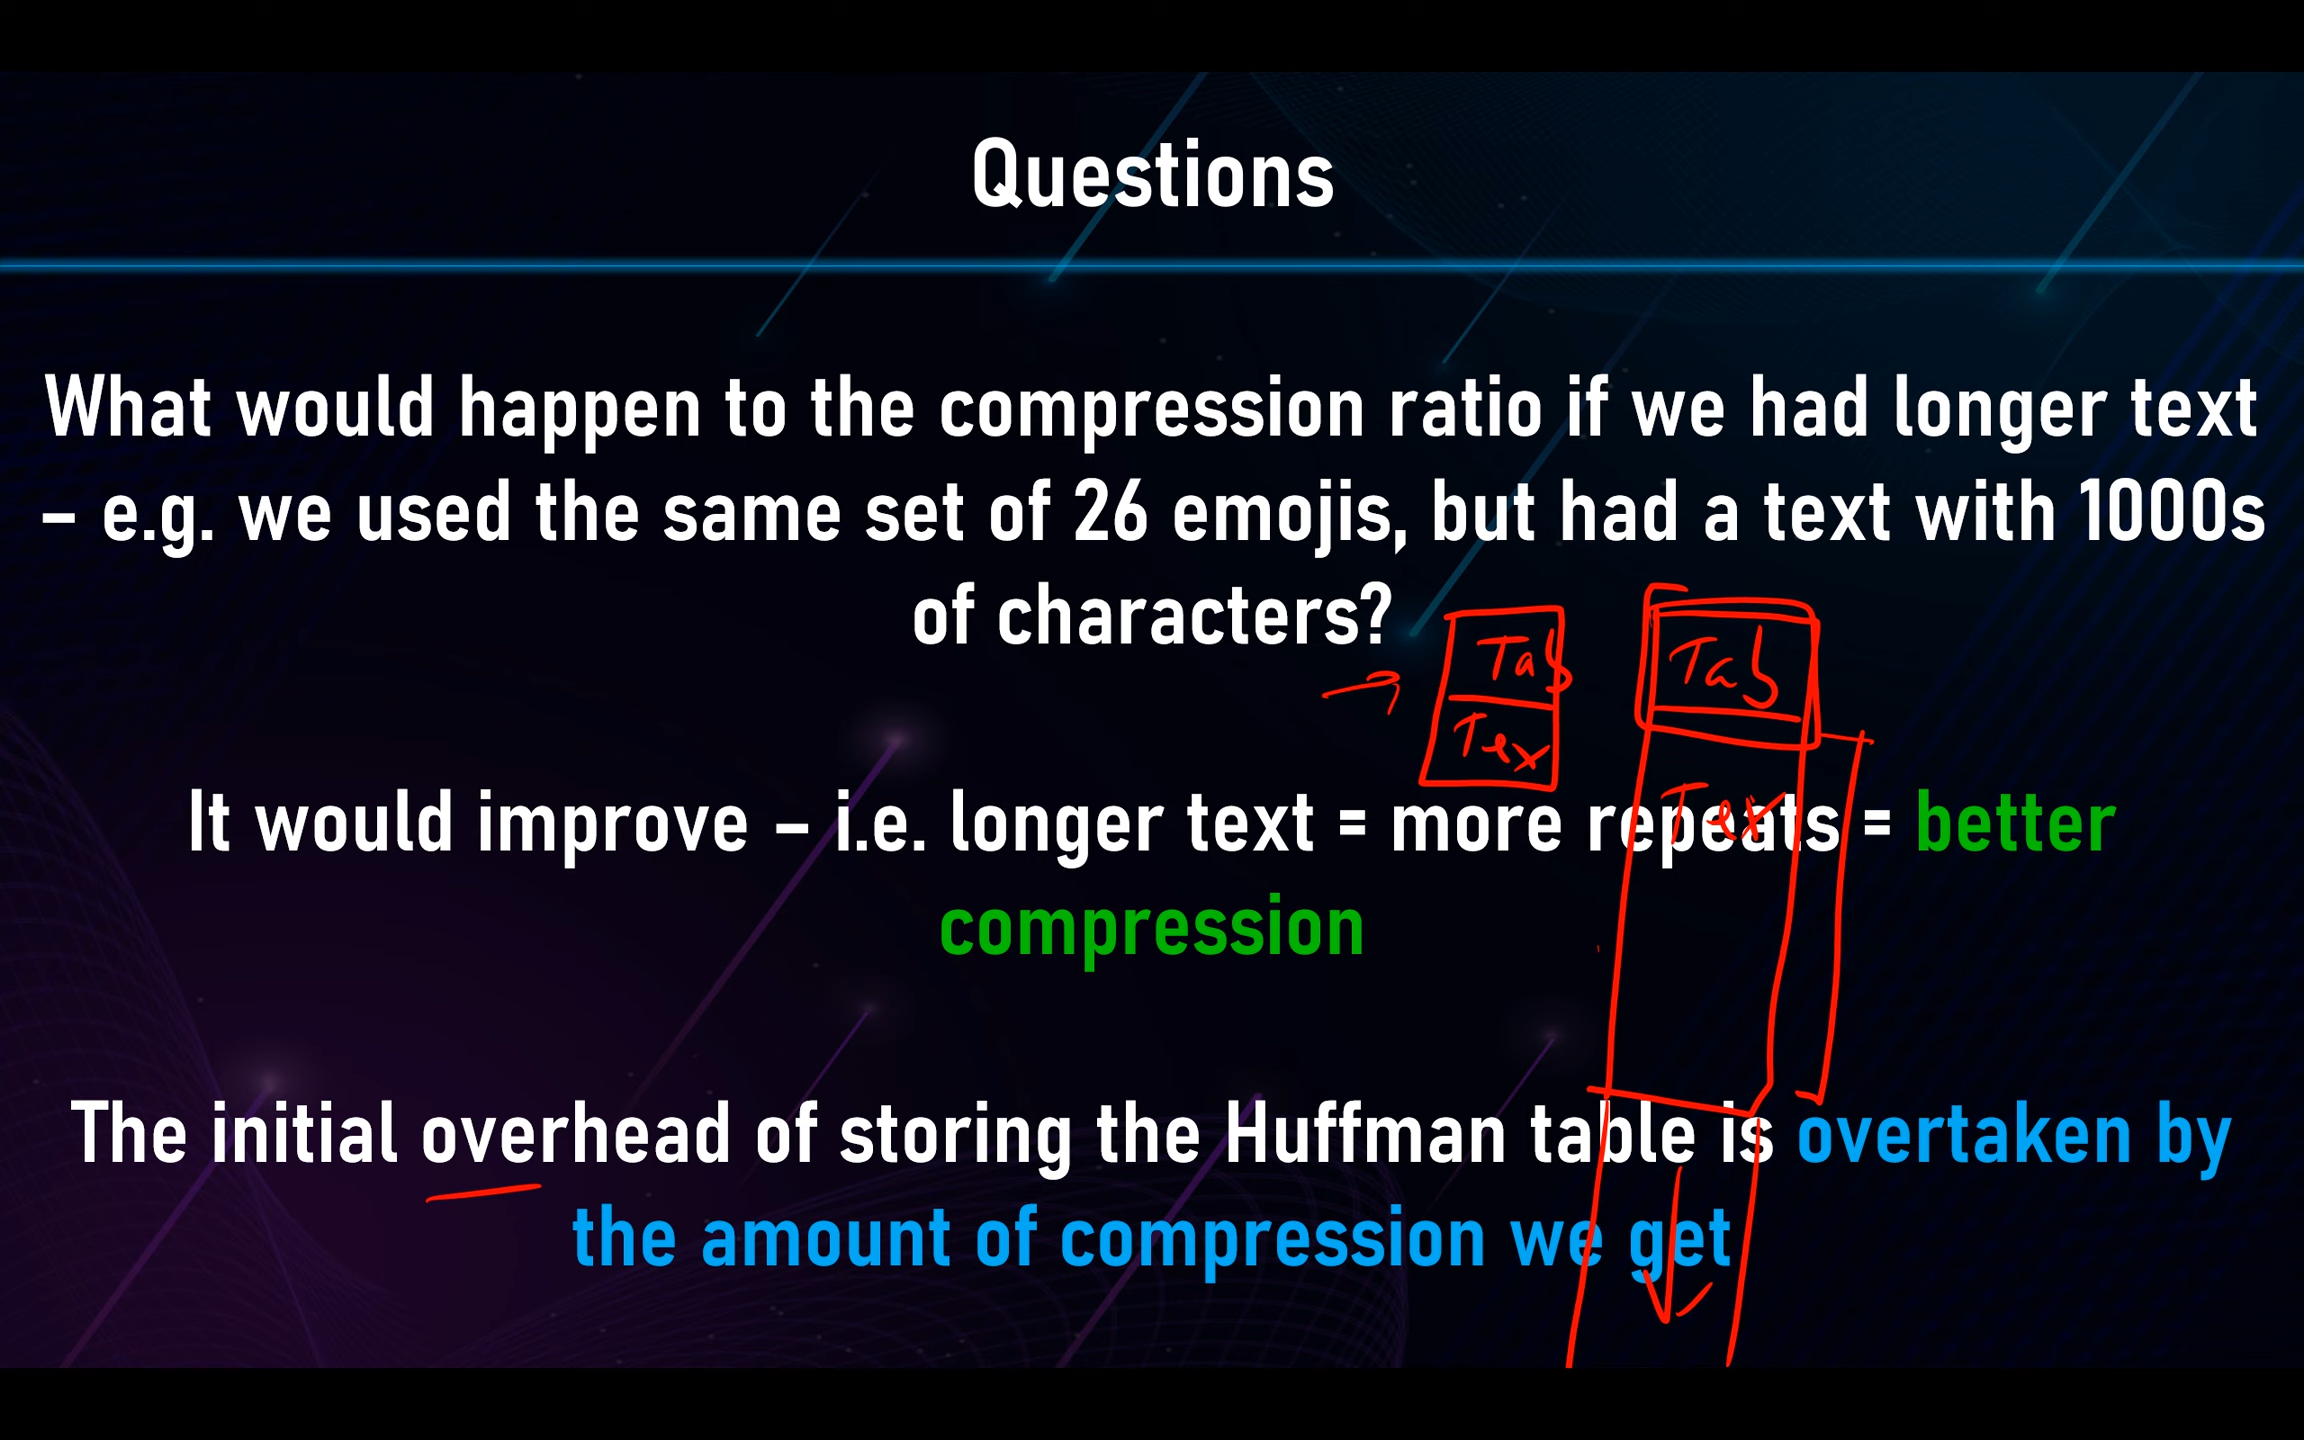 Questions
What would happen to the compression ratio if we had longer text
– e.g. we used the same set of 26 emojis, but had a text with 1000s
of characters?
Tab
Tab
Tex
It would improve – i.e. longer text = more repeats = better
Tex
compression
The initial overhead of storing the Huffman table is overtaken by
the amount of compression we get